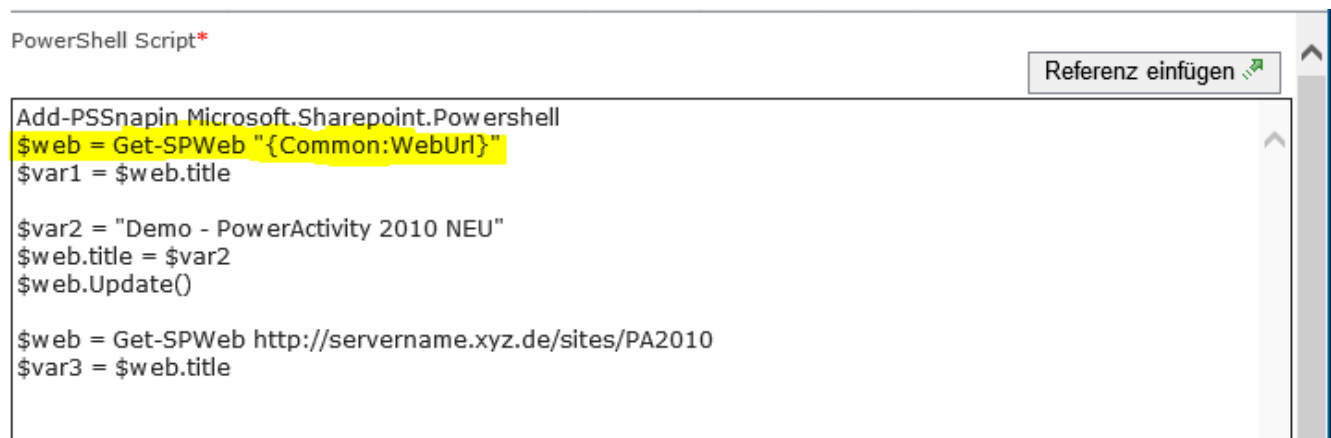 PowerShell Script*
Referenz einfügen
Add-PSSnapin Microsoft.Sharepoint.Powershell
$web = Get-SPWeb "{Common:WebUrl}"
$var1 = $web.title
$var2 = "Demo - PowerActivity 2010 NEU"
$web.title = $var2
$web.Update()
$web = Get-SPWeb http://servername.xyz.de/sites/PA2010
$var3 = $web.title